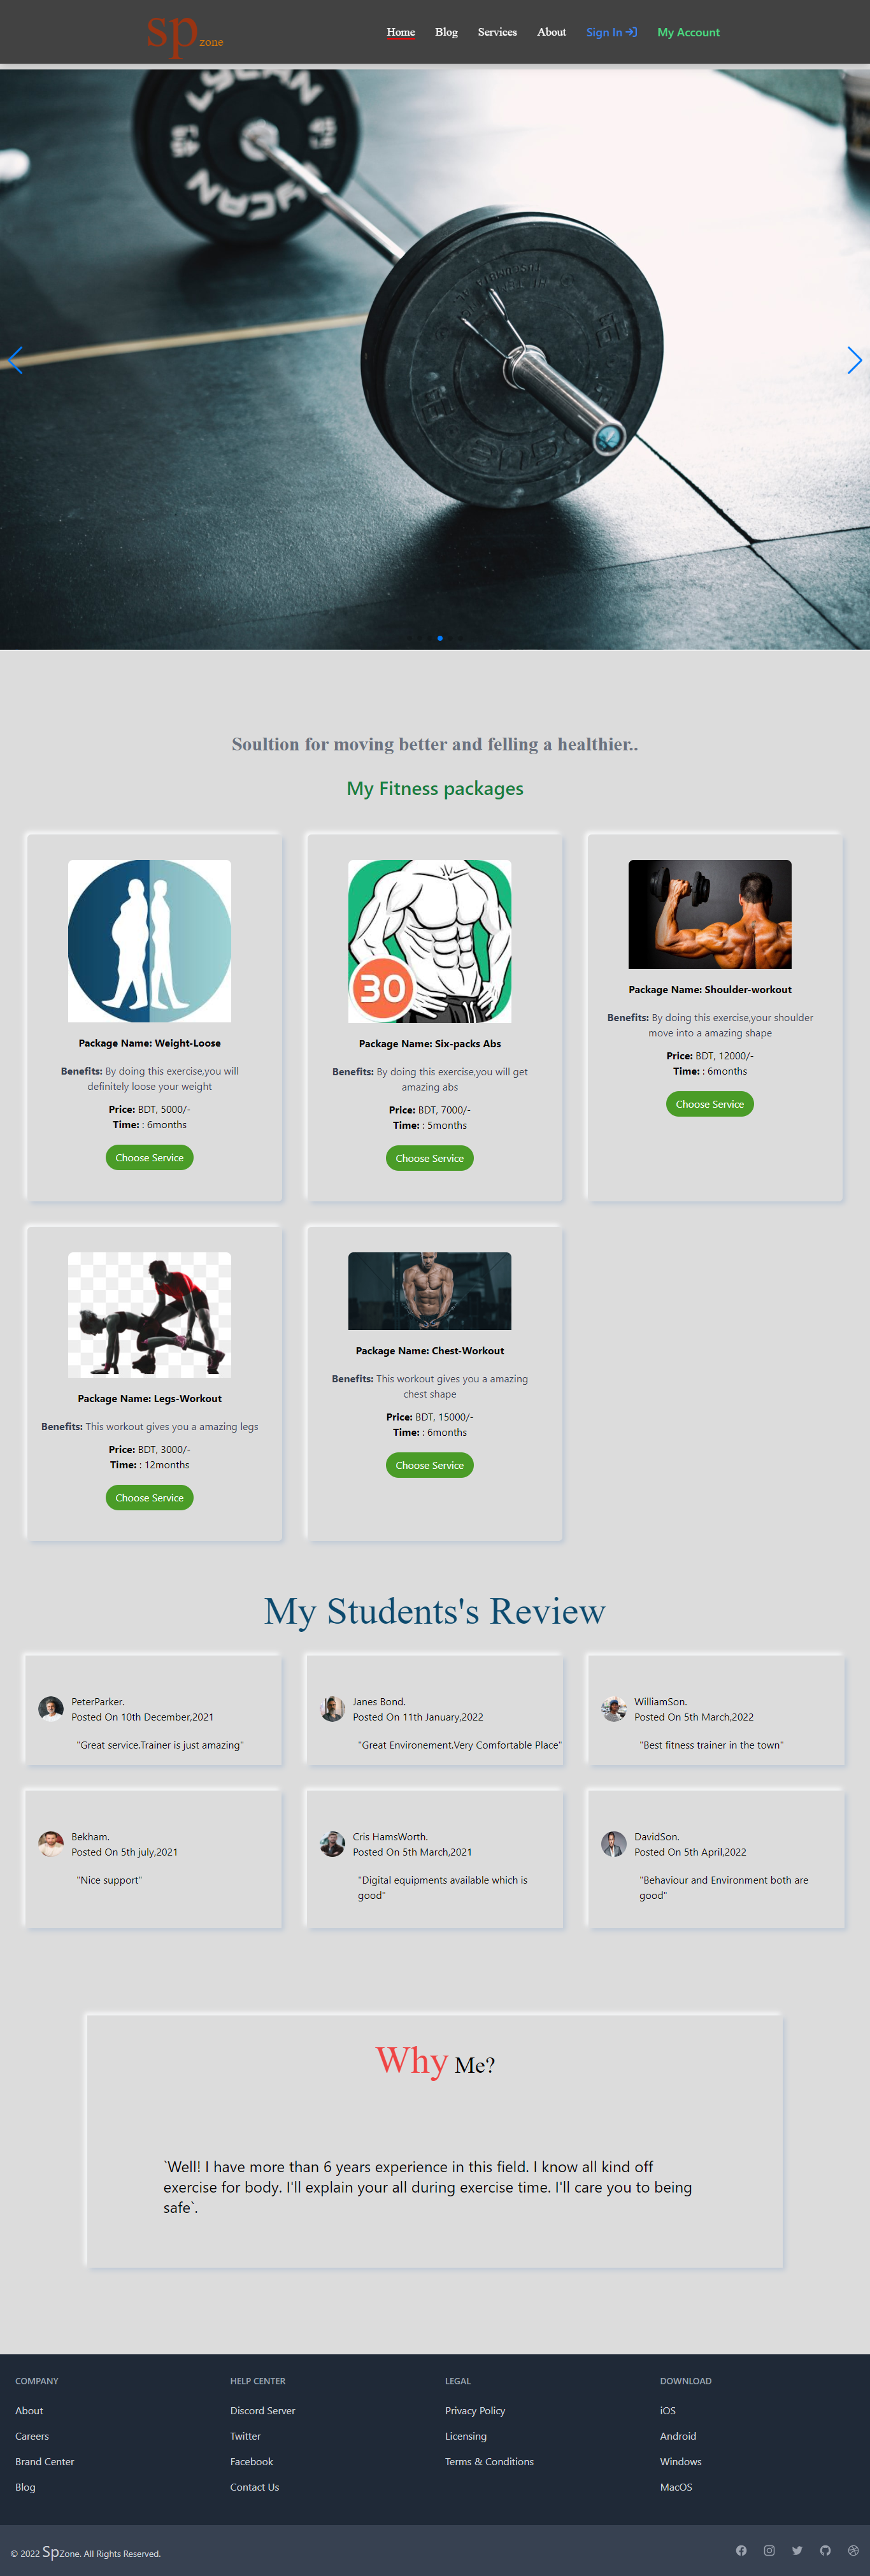 sp zone
Home Blog Services About Sign In My Account
LYCAN
LYCAN
45
Soultion for moving better and felling a healthier..
My Fitness packages
30
Package Name: Weight-Loose
Benefits: By doing this exercise,you will
definitely loose your weight
Price: BDT, 5000/-
Time: : 6months
Choose Service
Package Name: Six-packs Abs
Benefits: By doing this exercise,you will get
amazing abs
Price: BDT, 7000/-
Time: : 5months
Choose Service
Package Name: Shoulder-workout
Benefits: By doing this exercise,your shoulder
move into a amazing shape
Price: BDT, 12000/-
Time: : 6months
Choose Service
Package Name: Legs-Workout
Benefits: This workout gives you a amazing legs
Price: BDT, 3000/-
Time: : 12months
Choose Service
Package Name: Chest-Workout
Benefits: This workout gives you a amazing
chest shape
Price: BDT, 15000/-
Time: : 6months
Choose Service
My Students's Review
PeterParker.
Posted On 10th December,2021
"Great service.Trainer is just amazing"
Janes Bond.
Posted On 11th January,2022
"Great Environement.Very Comfortable Place"
WilliamSon.
Posted On 5th March,2022
"Best fitness trainer in the town"
Bekham.
Posted On 5th july,2021
"Nice support"
Cris HamsWorth.
Posted On 5th March,2021
"Digital equipments available which is
good"
DavidSon.
Posted On 5th April,2022
"Behaviour and Environment both are
good"
Why Me?
`Well! I have more than 6 years experience in this field. I know all kind off
exercise for body. I'll explain your all during exercise time. I'll care you to being
safe`.
COMPANY
About
Careers
Brand Center
Blog
HELP CENTER
Discord Server
Twitter
Facebook
Contact Us
LEGAL
Privacy Policy
Licensing
Terms & Conditions
DOWNLOAD
iOS
Android
Windows
MacOS
© 2022 SpZone. All Rights Reserved.